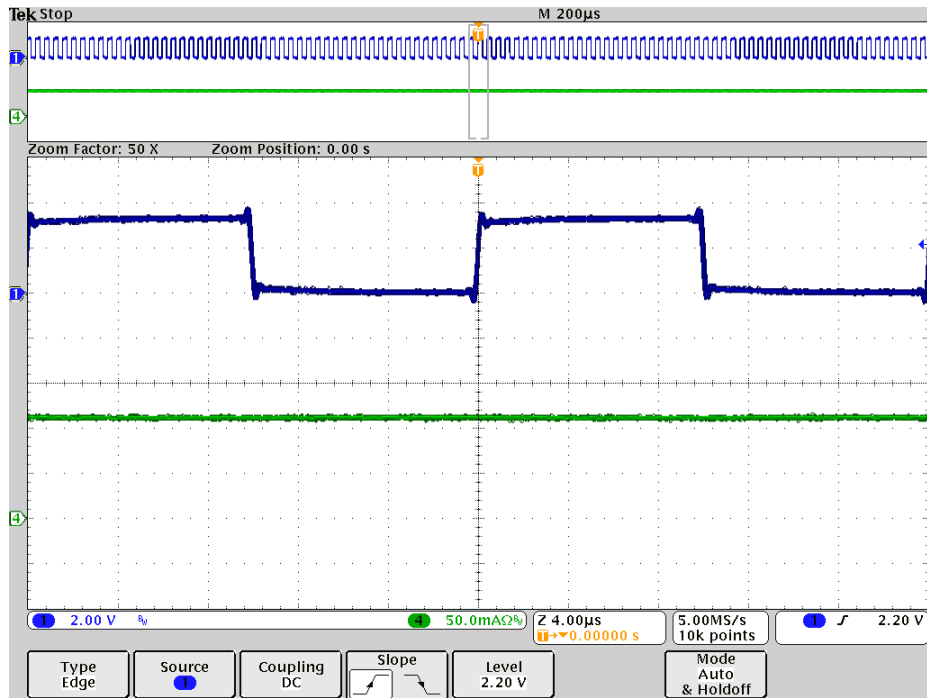 Tek Stop M 200µs
T
1
4
Zoom Factor: 50 X Zoom Position: 0.00 s
T
1
4
1 2.00 V BW 4 50.0mAΩBW Z 4.00µs 5.00MS/s 1 2.20 V
T→▼0.00000 s 10k points
Type Source Coupling Slope Level Mode
Edge 1 DC 2.20 V Auto
& Holdoff